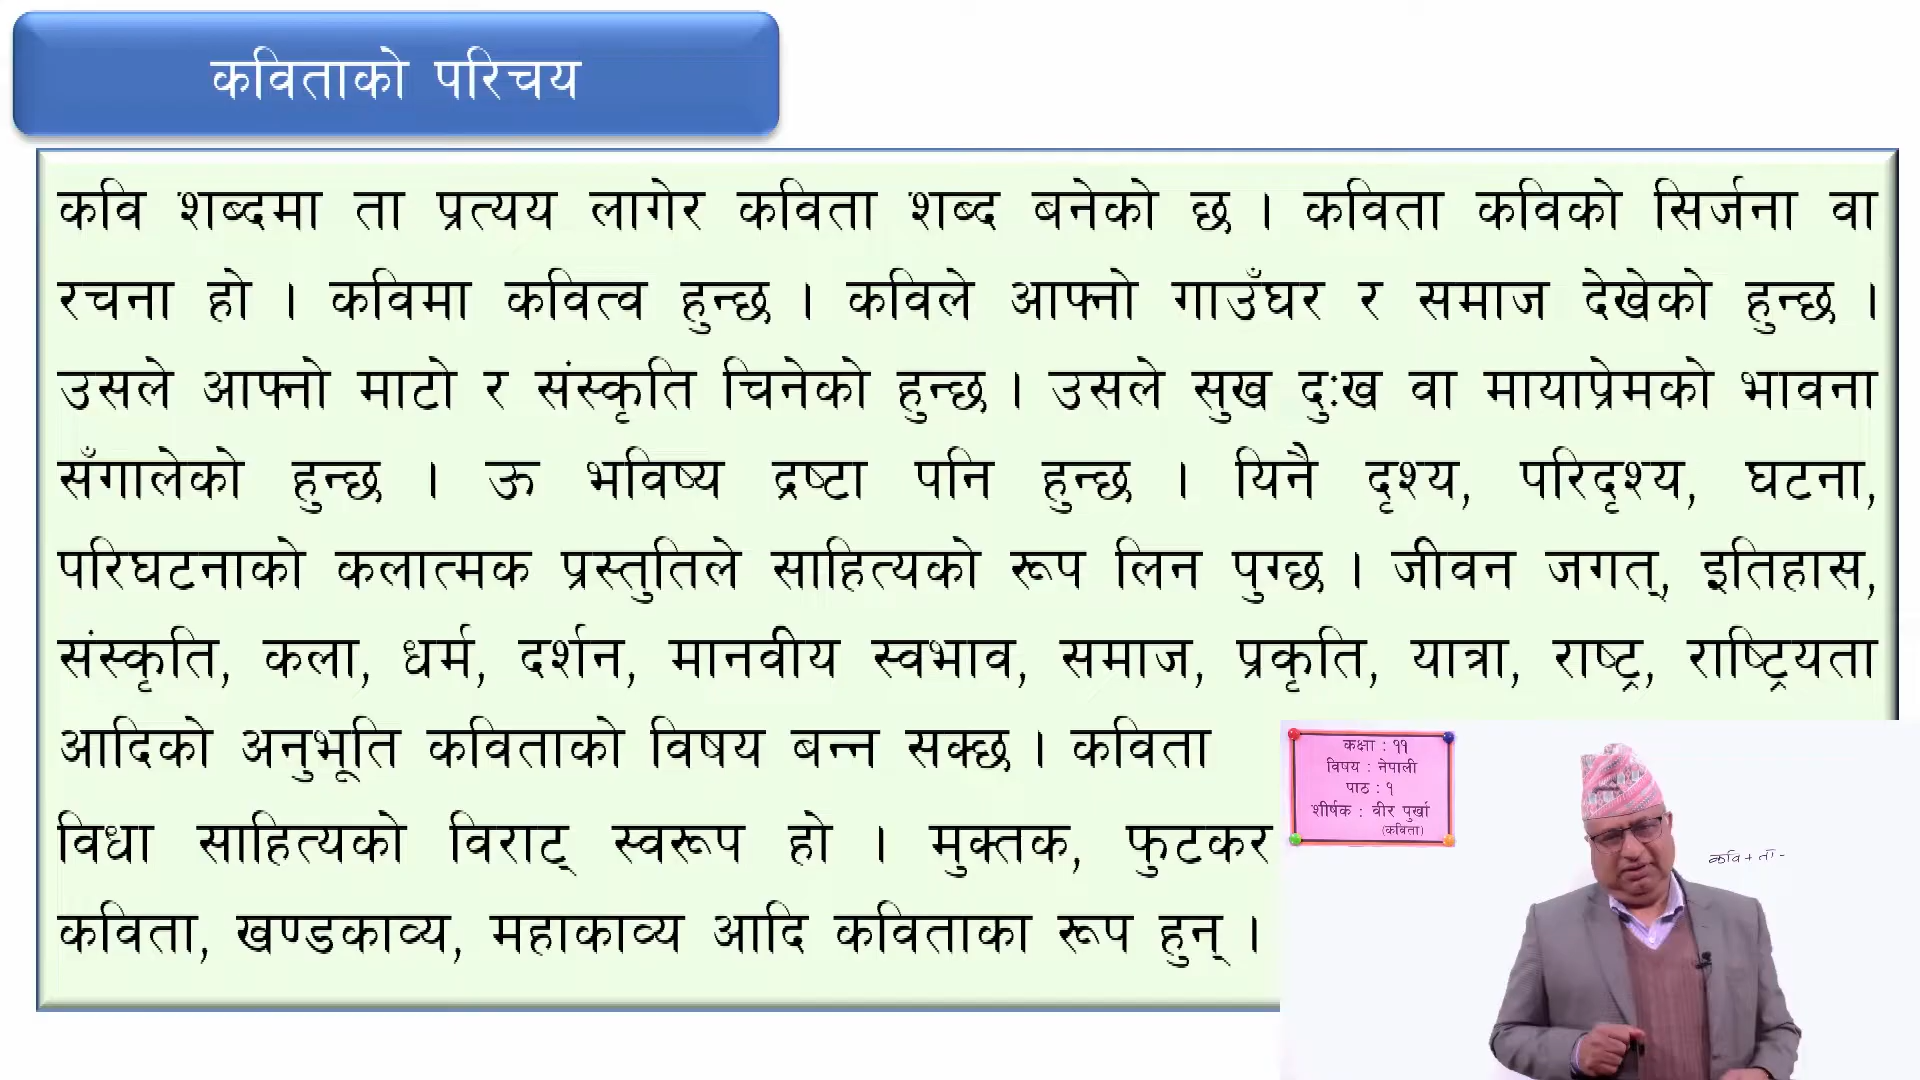 कविताको परिचय
कवि शब्दमा ता प्रत्यय लागेर कविता शब्द बनेको छ । कविता कविको सिर्जना वा
रचना हो । कविमा कवित्व हुन्छ । कविले आफ्नो गाउँघर र समाज देखेको हुन्छ ।
उसले आफ्नो माटो र संस्कृति चिनेको हुन्छ । उसले सुख दुःख वा मायाप्रेमको भावना
सँगालेको हुन्छ । ऊ भविष्य द्रष्टा पनि हुन्छ । यिनै दृश्य, परिदृश्य, घटना,
परिघटनाको कलात्मक प्रस्तुतिले साहित्यको रूप लिन पुग्छ । जीवन जगत्, इतिहास,
संस्कृति, कला, धर्म, दर्शन, मानवीय स्वभाव, समाज, प्रकृति, यात्रा, राष्ट्र, राष्ट्रियता
आदिको अनुभूति कविताको विषय बन्न सक्छ । कविता
विधा साहित्यको विराट् स्वरूप हो । मुक्तक, फुटकर
कविता, खण्डकाव्य, महाकाव्य आदि कविताका रूप हुन् ।
कक्षा : ११
विषय : नेपाली
पाठ : १
शीर्षक : वीर पुर्खा
(कविता)
कवि + ता -